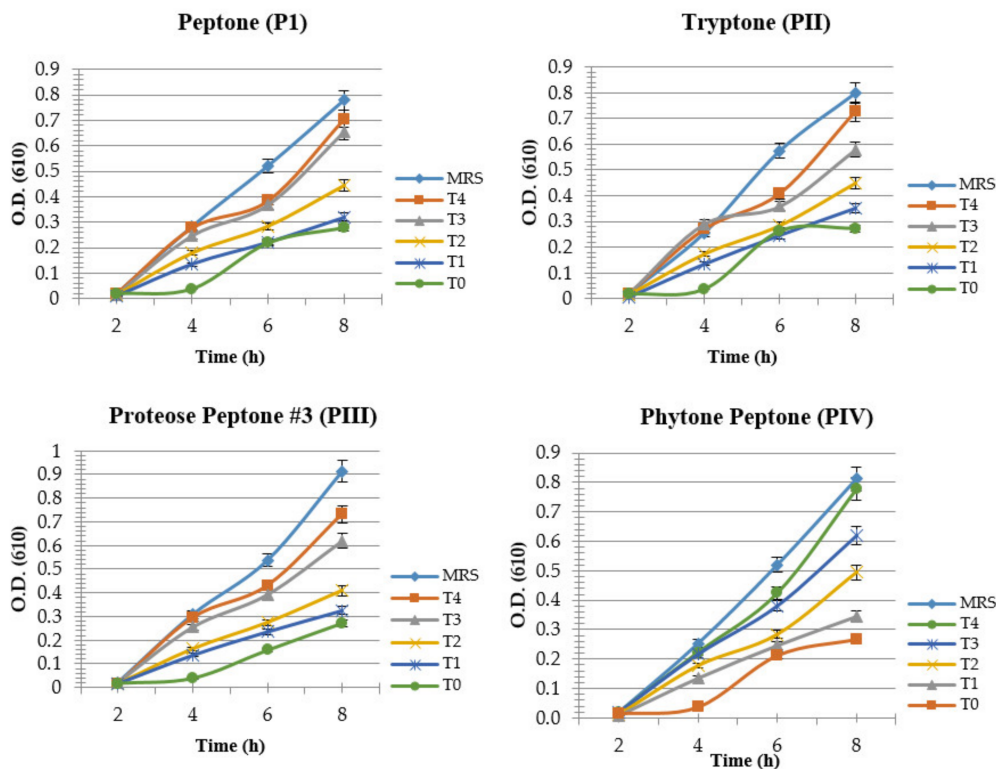 Peptone (P1)
O.D. (610)
0.9
0.8
0.7
0.6
0.5
0.4
0.3
0.2
0.1
0
2 4 6 8
Time (h)
MRS
T4
T3
T2
T1
T0
Tryptone (PII)
O.D. (610)
0.9
0.8
0.7
0.6
0.5
0.4
0.3
0.2
0.1
0
2 4 6 8
Time (h)
MRS
T4
T3
T2
T1
T0
Proteose Peptone #3 (PIII)
O.D. (610)
1
0.9
0.8
0.7
0.6
0.5
0.4
0.3
0.2
0.1
0
2 4 6 8
Time (h)
MRS
T4
T3
T2
T1
T0
Phytone Peptone (PIV)
O.D. (610)
0.9
0.8
0.7
0.6
0.5
0.4
0.3
0.2
0.1
0.0
2 4 6 8
Time (h)
MRS
T4
T3
T2
T1
T0